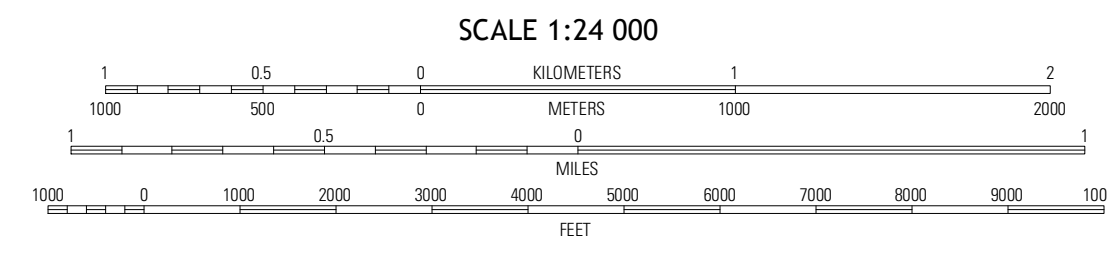 SCALE 1:24 000
1 0.5 0 KILOMETERS 1 2
1000 500 0 METERS 1000 2000
1 0.5 0 1
MILES
1000 0 1000 2000 3000 4000 5000 6000 7000 8000 9000 100
FEET